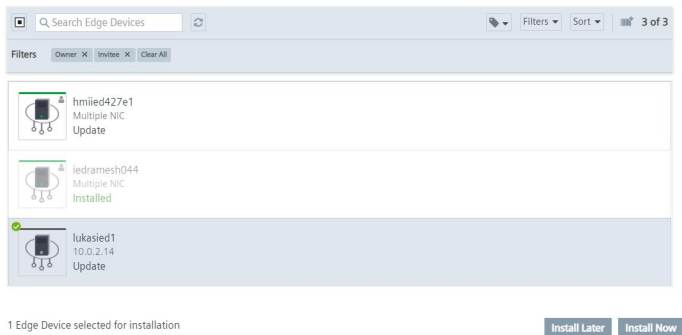 Search Edge Devices
Filters Sort 3 of 3
Filters Owner X Invitee X Clear All
hmiied427e1
Multiple NIC
Update
iedramesh044
Multiple NIC
Installed
lukasied1
10.0.2.14
Update
1 Edge Device selected for installation Install Later Install Now